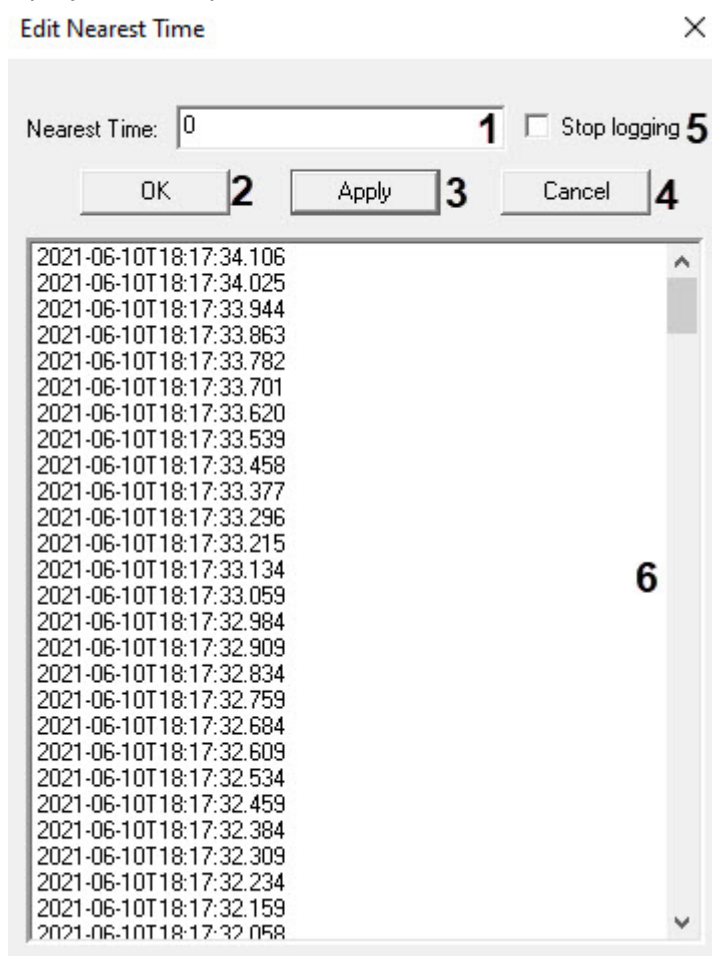 Edit Nearest Time
Nearest Time: 0 1 Stop logging 5
OK 2 Apply 3 Cancel 4
2021-06-10T18:17:34.106
2021-06-10T18:17:34.025
2021-06-10T18:17:33.944
2021-06-10T18:17:33.863
2021-06-10T18:17:33.782
2021-06-10T18:17:33.701
2021-06-10T18:17:33.620
2021-06-10T18:17:33.539
2021-06-10T18:17:33.458
2021-06-10T18:17:33.377
2021-06-10T18:17:33.296
2021-06-10T18:17:33.215
2021-06-10T18:17:33.134 6
2021-06-10T18:17:33.059
2021-06-10T18:17:32.984
2021-06-10T18:17:32.909
2021-06-10T18:17:32.834
2021-06-10T18:17:32.759
2021-06-10T18:17:32.684
2021-06-10T18:17:32.609
2021-06-10T18:17:32.534
2021-06-10T18:17:32.459
2021-06-10T18:17:32.384
2021-06-10T18:17:32.309
2021-06-10T18:17:32.234
2021-06-10T18:17:32.159
2021-06-10T18:17:32.058